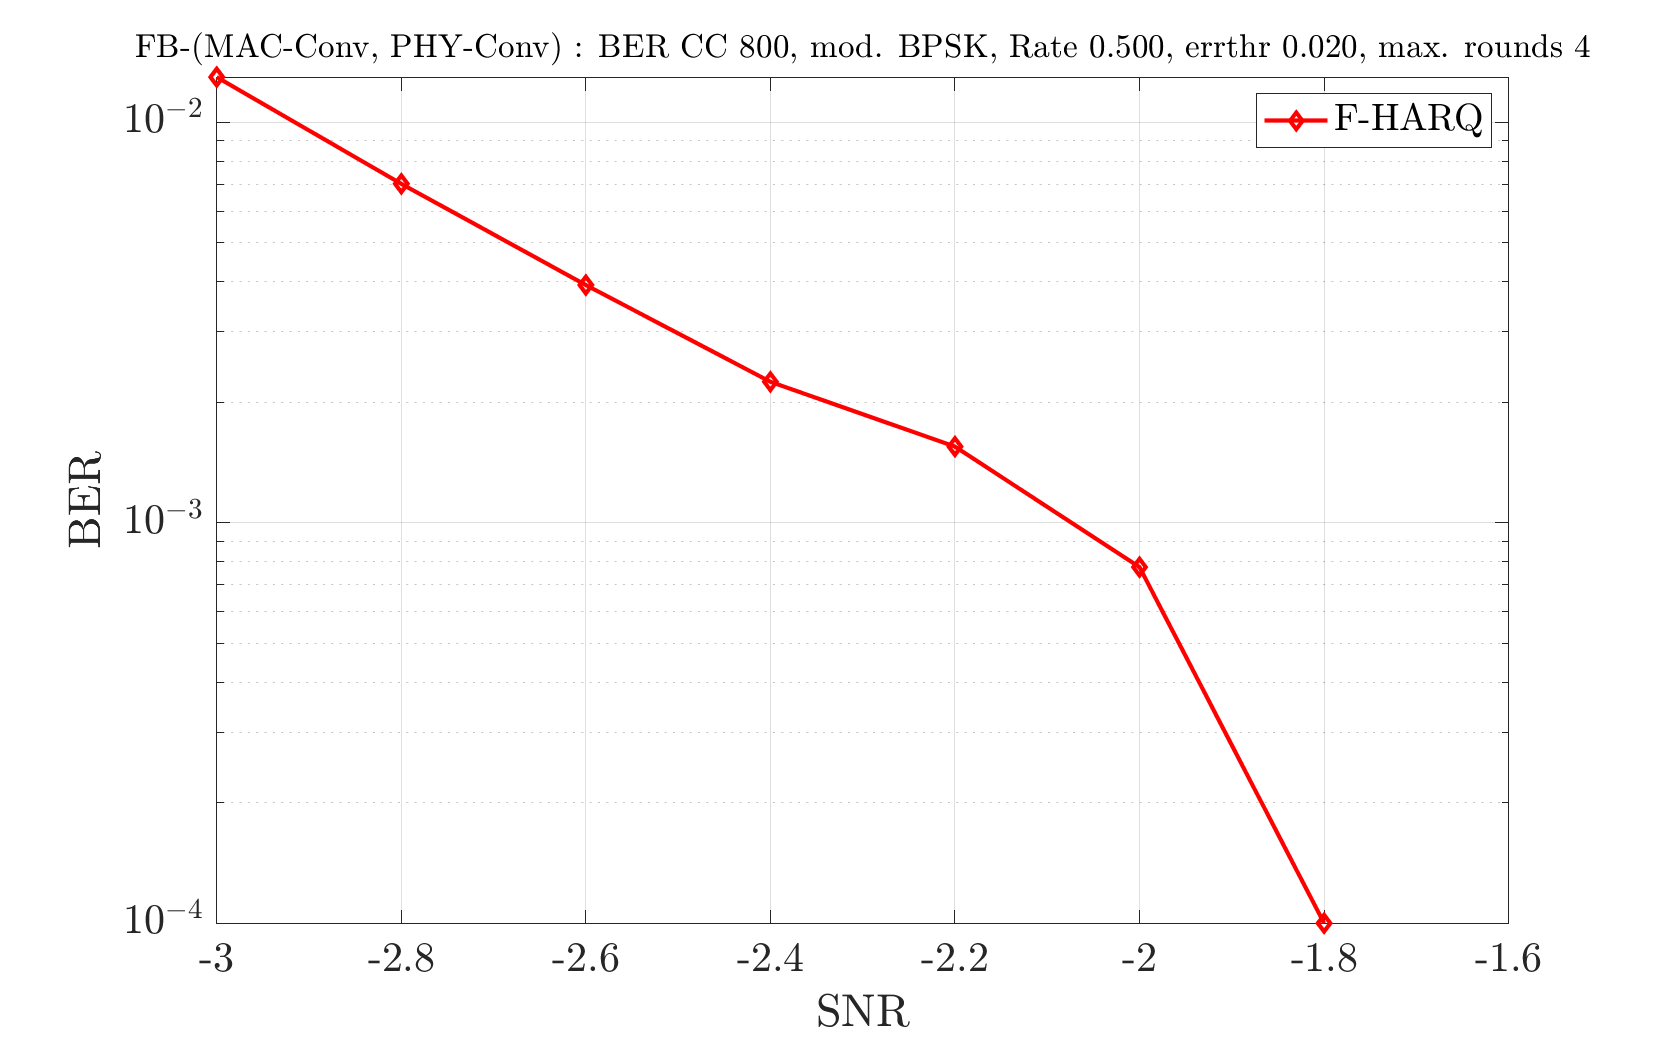 FB-(MAC-Conv, PHY-Conv) : BER CC 800, mod. BPSK, Rate 0.500, errthr 0.020, max. rounds 4
F-HARQ
10⁻²
10⁻³
10⁻⁴
BER
-3 -2.8 -2.6 -2.4 -2.2 -2 -1.8 -1.6
SNR